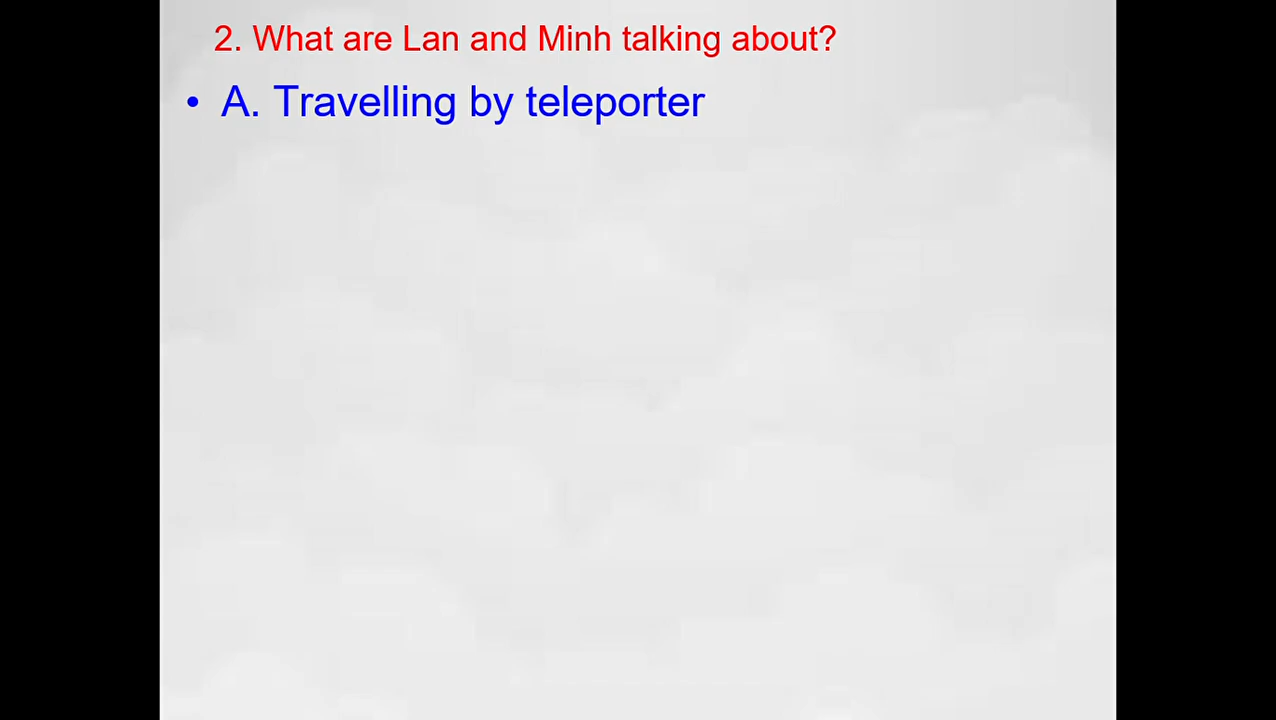 2. What are Lan and Minh talking about?
• A. Travelling by teleporter